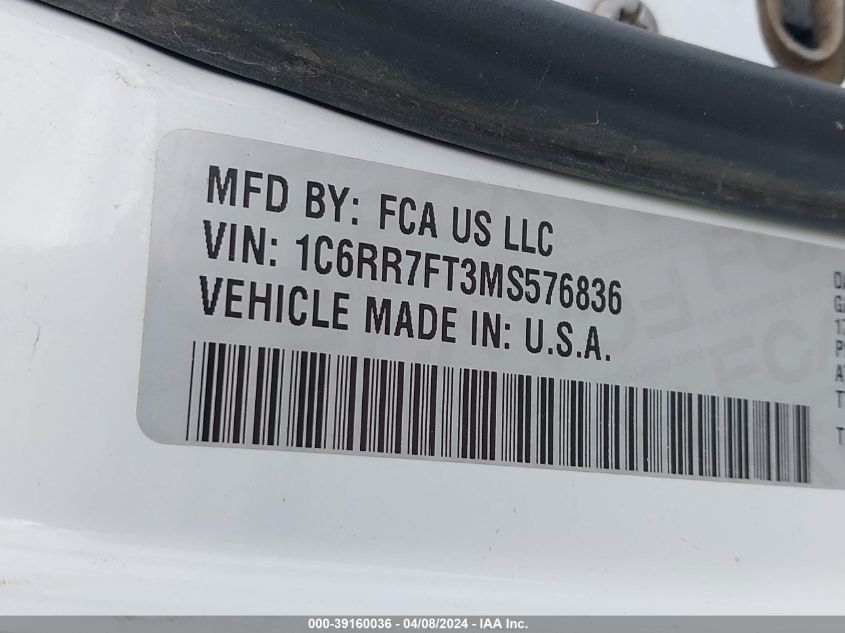 MFD BY: FCA US LLC
VIN: 1C6RR7FT3MS576836
VEHICLE MADE IN: U.S.A.
000-39160036 - 04/08/2024 - IAA Inc.